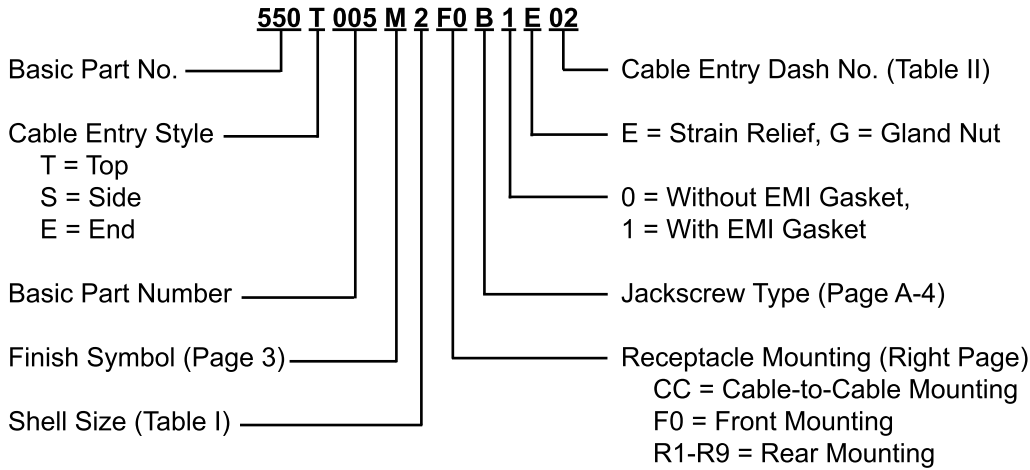 550 T 005 M 2 F0 B 1 E 02
Basic Part No.
Cable Entry Style
T = Top
S = Side
E = End
Basic Part Number
Finish Symbol (Page 3)
Shell Size (Table I)
Cable Entry Dash No. (Table II)
E = Strain Relief, G = Gland Nut
0 = Without EMI Gasket,
1 = With EMI Gasket
Jackscrew Type (Page A-4)
Receptacle Mounting (Right Page)
CC = Cable-to-Cable Mounting
F0 = Front Mounting
R1-R9 = Rear Mounting